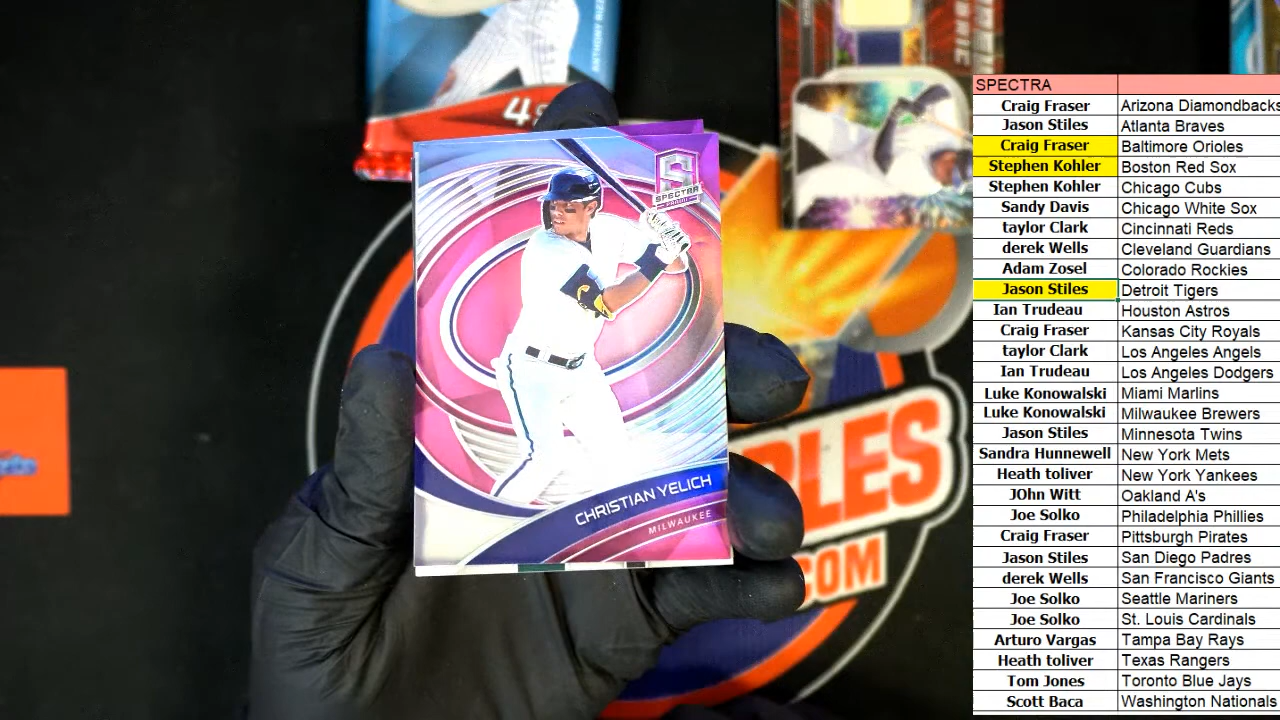 ANTHONY RIZZ
48
S
SPECTRA
PANINI
CHRISTIAN YELICH
MILWAUKEE
BLES
.COM
SPECTRA
Craig Fraser Arizona Diamondbacks
Jason Stiles Atlanta Braves
Craig Fraser Baltimore Orioles
Stephen Kohler Boston Red Sox
Stephen Kohler Chicago Cubs
Sandy Davis Chicago White Sox
taylor Clark Cincinnati Reds
derek Wells Cleveland Guardians
Adam Zosel Colorado Rockies
Jason Stiles Detroit Tigers
Ian Trudeau Houston Astros
Craig Fraser Kansas City Royals
taylor Clark Los Angeles Angels
Ian Trudeau Los Angeles Dodgers
Luke Konowalski Miami Marlins
Luke Konowalski Milwaukee Brewers
Jason Stiles Minnesota Twins
Sandra Hunnewell New York Mets
Heath toliver New York Yankees
JOhn Witt Oakland A's
Joe Solko Philadelphia Phillies
Craig Fraser Pittsburgh Pirates
Jason Stiles San Diego Padres
derek Wells San Francisco Giants
Joe Solko Seattle Mariners
Joe Solko St. Louis Cardinals
Arturo Vargas Tampa Bay Rays
Heath toliver Texas Rangers
Tom Jones Toronto Blue Jays
Scott Baca Washington Nationals